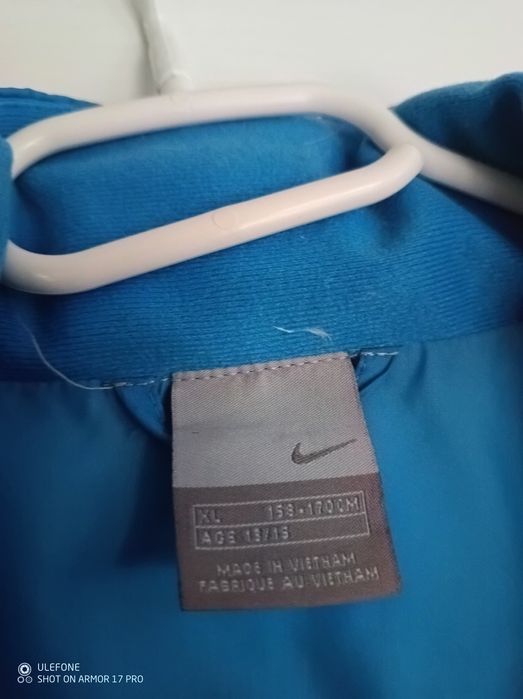 XL 158-170CM
AGE 13/15
MADE IN VIETNAM
FABRIQUE AU VIETNAM
ULEFONE
SHOT ON ARMOR 17 PRO